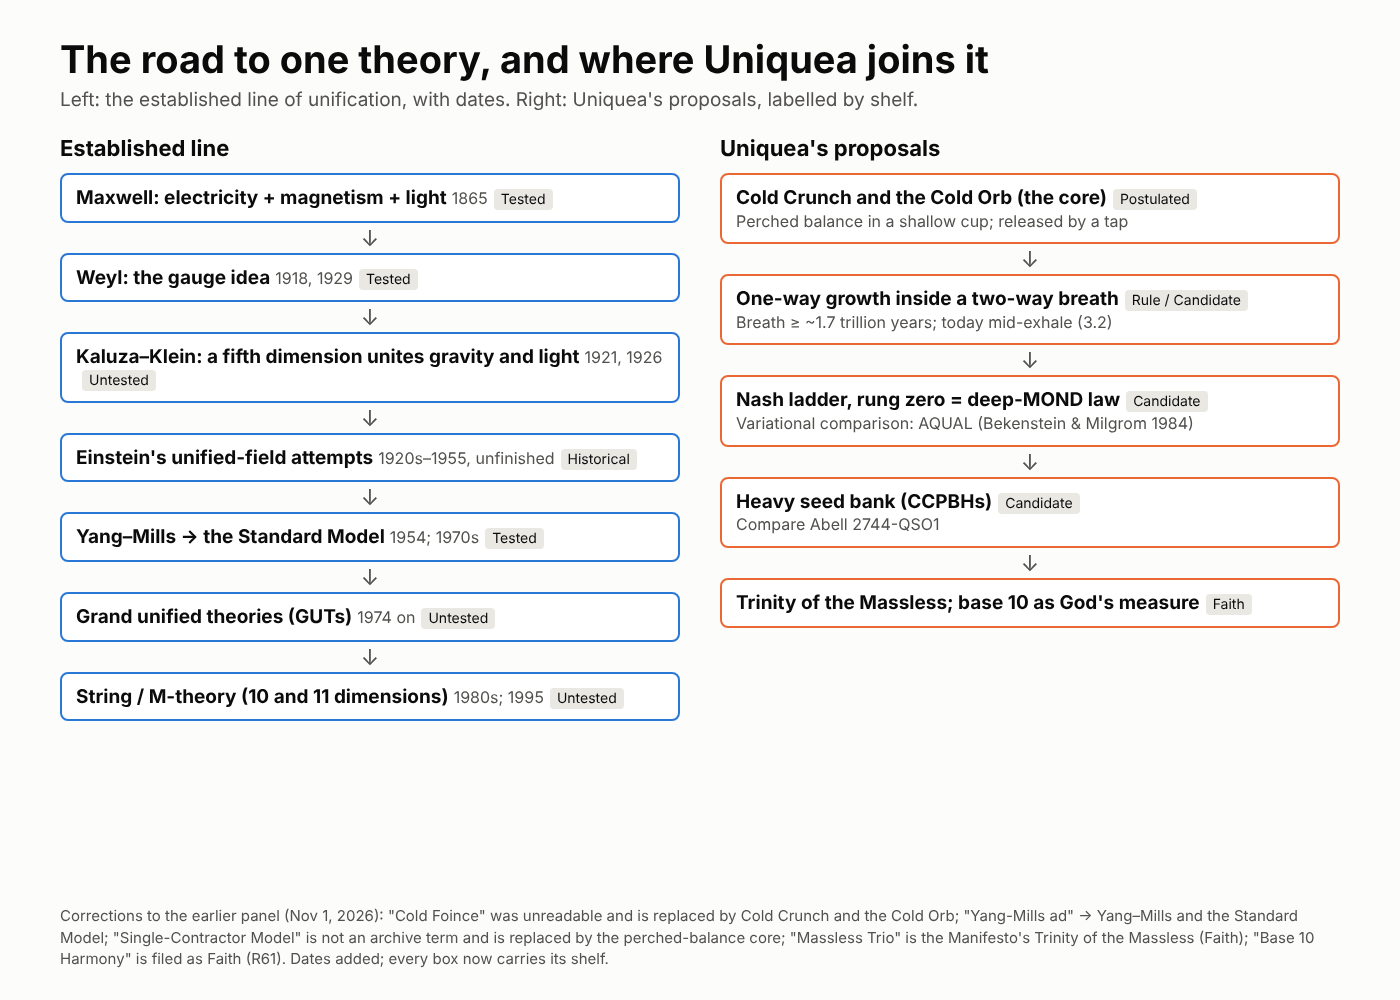 The road to one theory, and where Uniquea joins it
Left: the established line of unification, with dates. Right: Uniquea's proposals, labelled by shelf.
Established line
Maxwell: electricity + magnetism + light 1865 Tested
↓
Weyl: the gauge idea 1918, 1929 Tested
↓
Kaluza–Klein: a fifth dimension unites gravity and light 1921, 1926
Untested
↓
Einstein's unified-field attempts 1920s–1955, unfinished Historical
↓
Yang–Mills → the Standard Model 1954; 1970s Tested
↓
Grand unified theories (GUTs) 1974 on Untested
↓
String / M-theory (10 and 11 dimensions) 1980s; 1995 Untested
Uniquea's proposals
Cold Crunch and the Cold Orb (the core) Postulated
Perched balance in a shallow cup; released by a tap
↓
One-way growth inside a two-way breath Rule / Candidate
Breath ≥ ~1.7 trillion years; today mid-exhale (3.2)
↓
Nash ladder, rung zero = deep-MOND law Candidate
Variational comparison: AQUAL (Bekenstein & Milgrom 1984)
↓
Heavy seed bank (CCPBHs) Candidate
Compare Abell 2744-QSO1
↓
Trinity of the Massless; base 10 as God's measure Faith
Corrections to the earlier panel (Nov 1, 2026): "Cold Foince" was unreadable and is replaced by Cold Crunch and the Cold Orb; "Yang-Mills ad" → Yang–Mills and the Standard
Model; "Single-Contractor Model" is not an archive term and is replaced by the perched-balance core; "Massless Trio" is the Manifesto's Trinity of the Massless (Faith); "Base 10
Harmony" is filed as Faith (R61). Dates added; every box now carries its shelf.